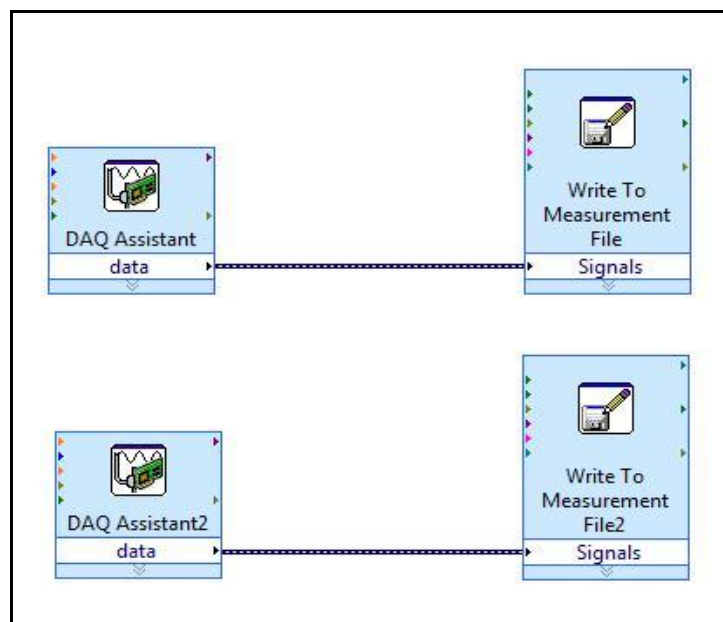 DAQ Assistant
data
Write To
Measurement
File
Signals
DAQ Assistant2
data
Write To
Measurement
File2
Signals